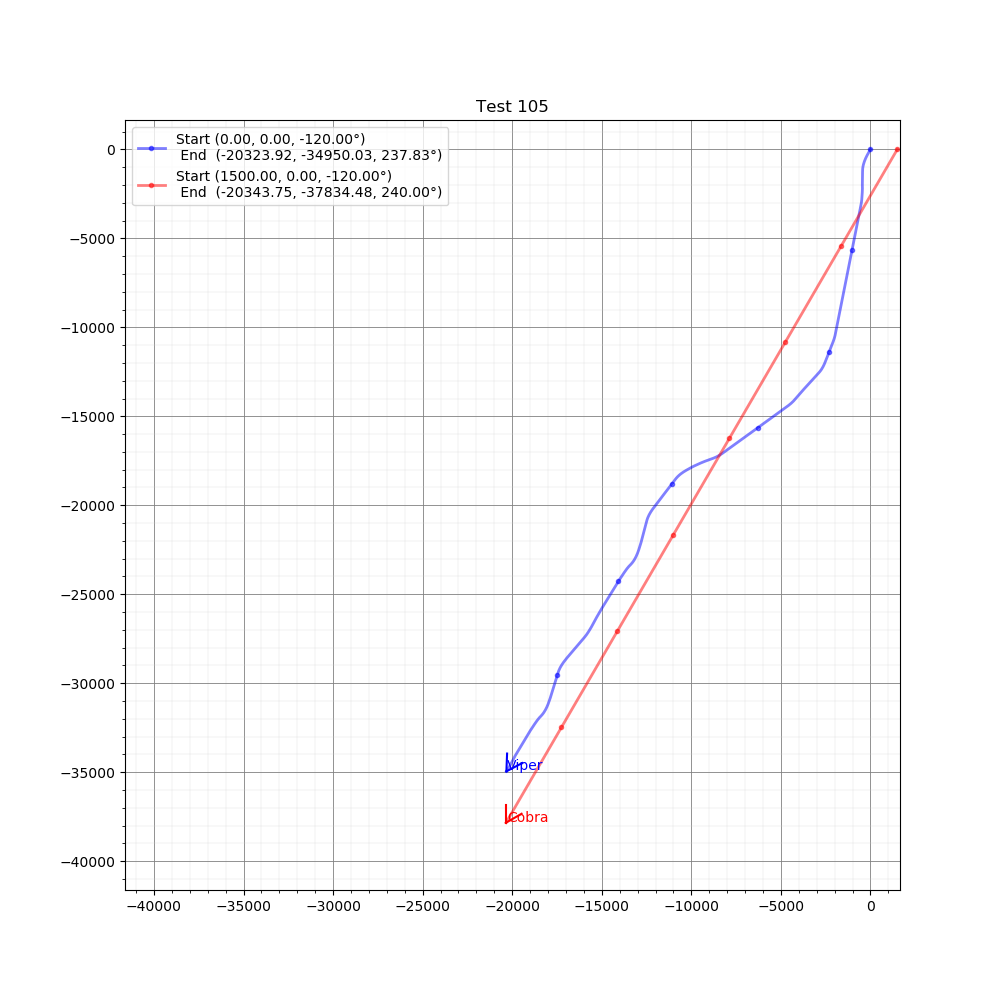 Test 105
Start (0.00, 0.00, -120.00°)
End (-20323.92, -34950.03, 237.83°)
Start (1500.00, 0.00, -120.00°)
End (-20343.75, -37834.48, 240.00°)
0
−5000
−10000
−15000
−20000
−25000
−30000
−35000
−40000
Viper
Cobra
−40000 −35000 −30000 −25000 −20000 −15000 −10000 −5000 0